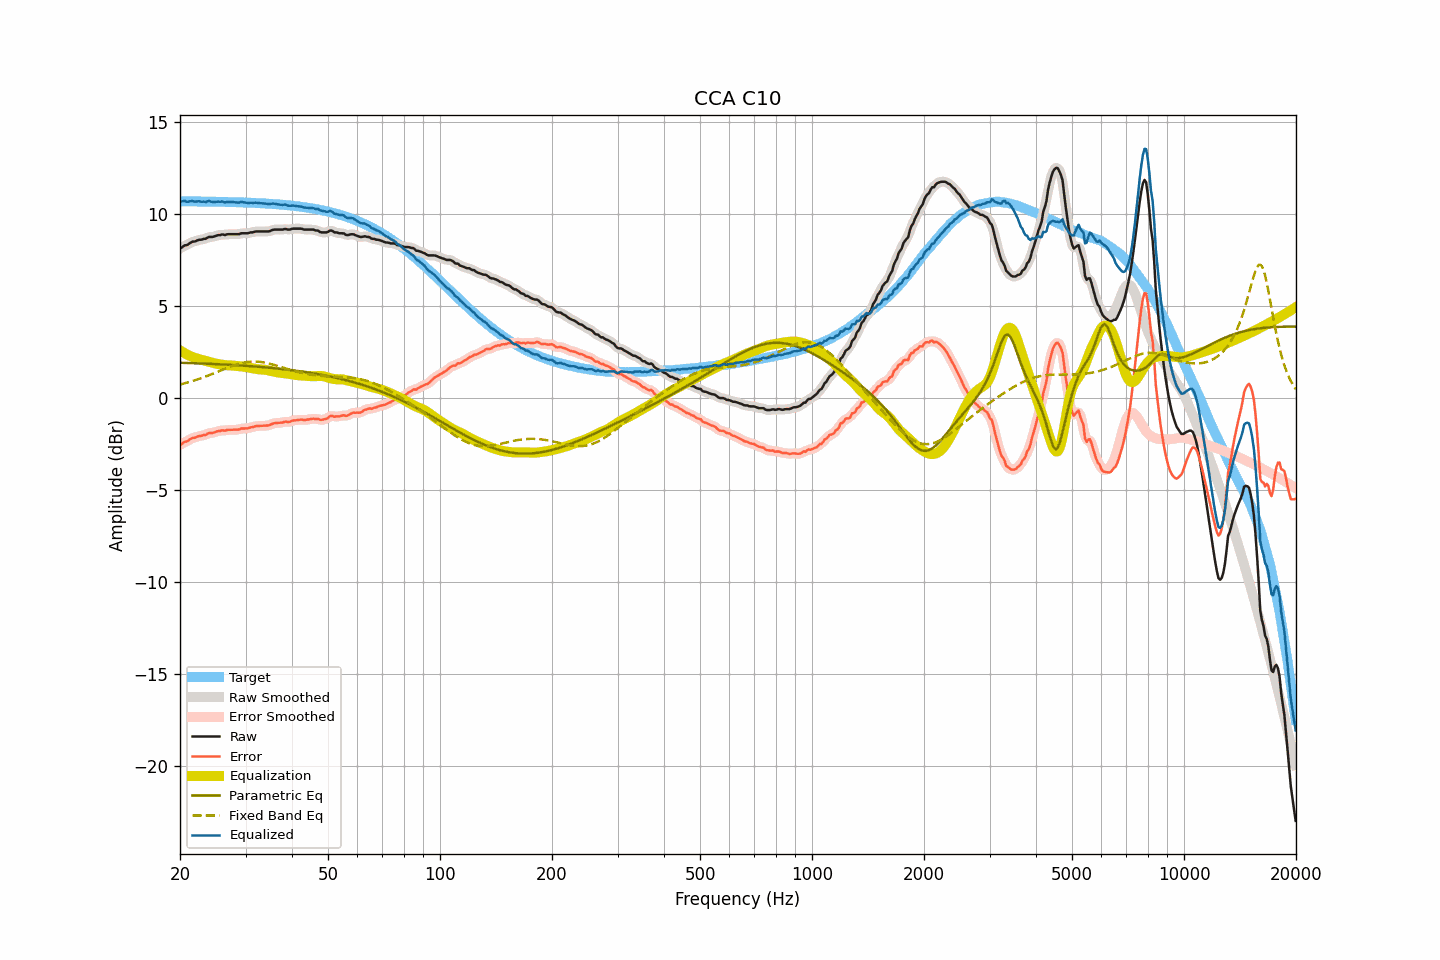 CCA C10
15
10
5
0
−5
−10
−15
−20
Amplitude (dBr)
Target
Raw Smoothed
Error Smoothed
Raw
Error
Equalization
Parametric Eq
Fixed Band Eq
Equalized
20 50 100 200 500 1000 2000 5000 10000 20000
Frequency (Hz)